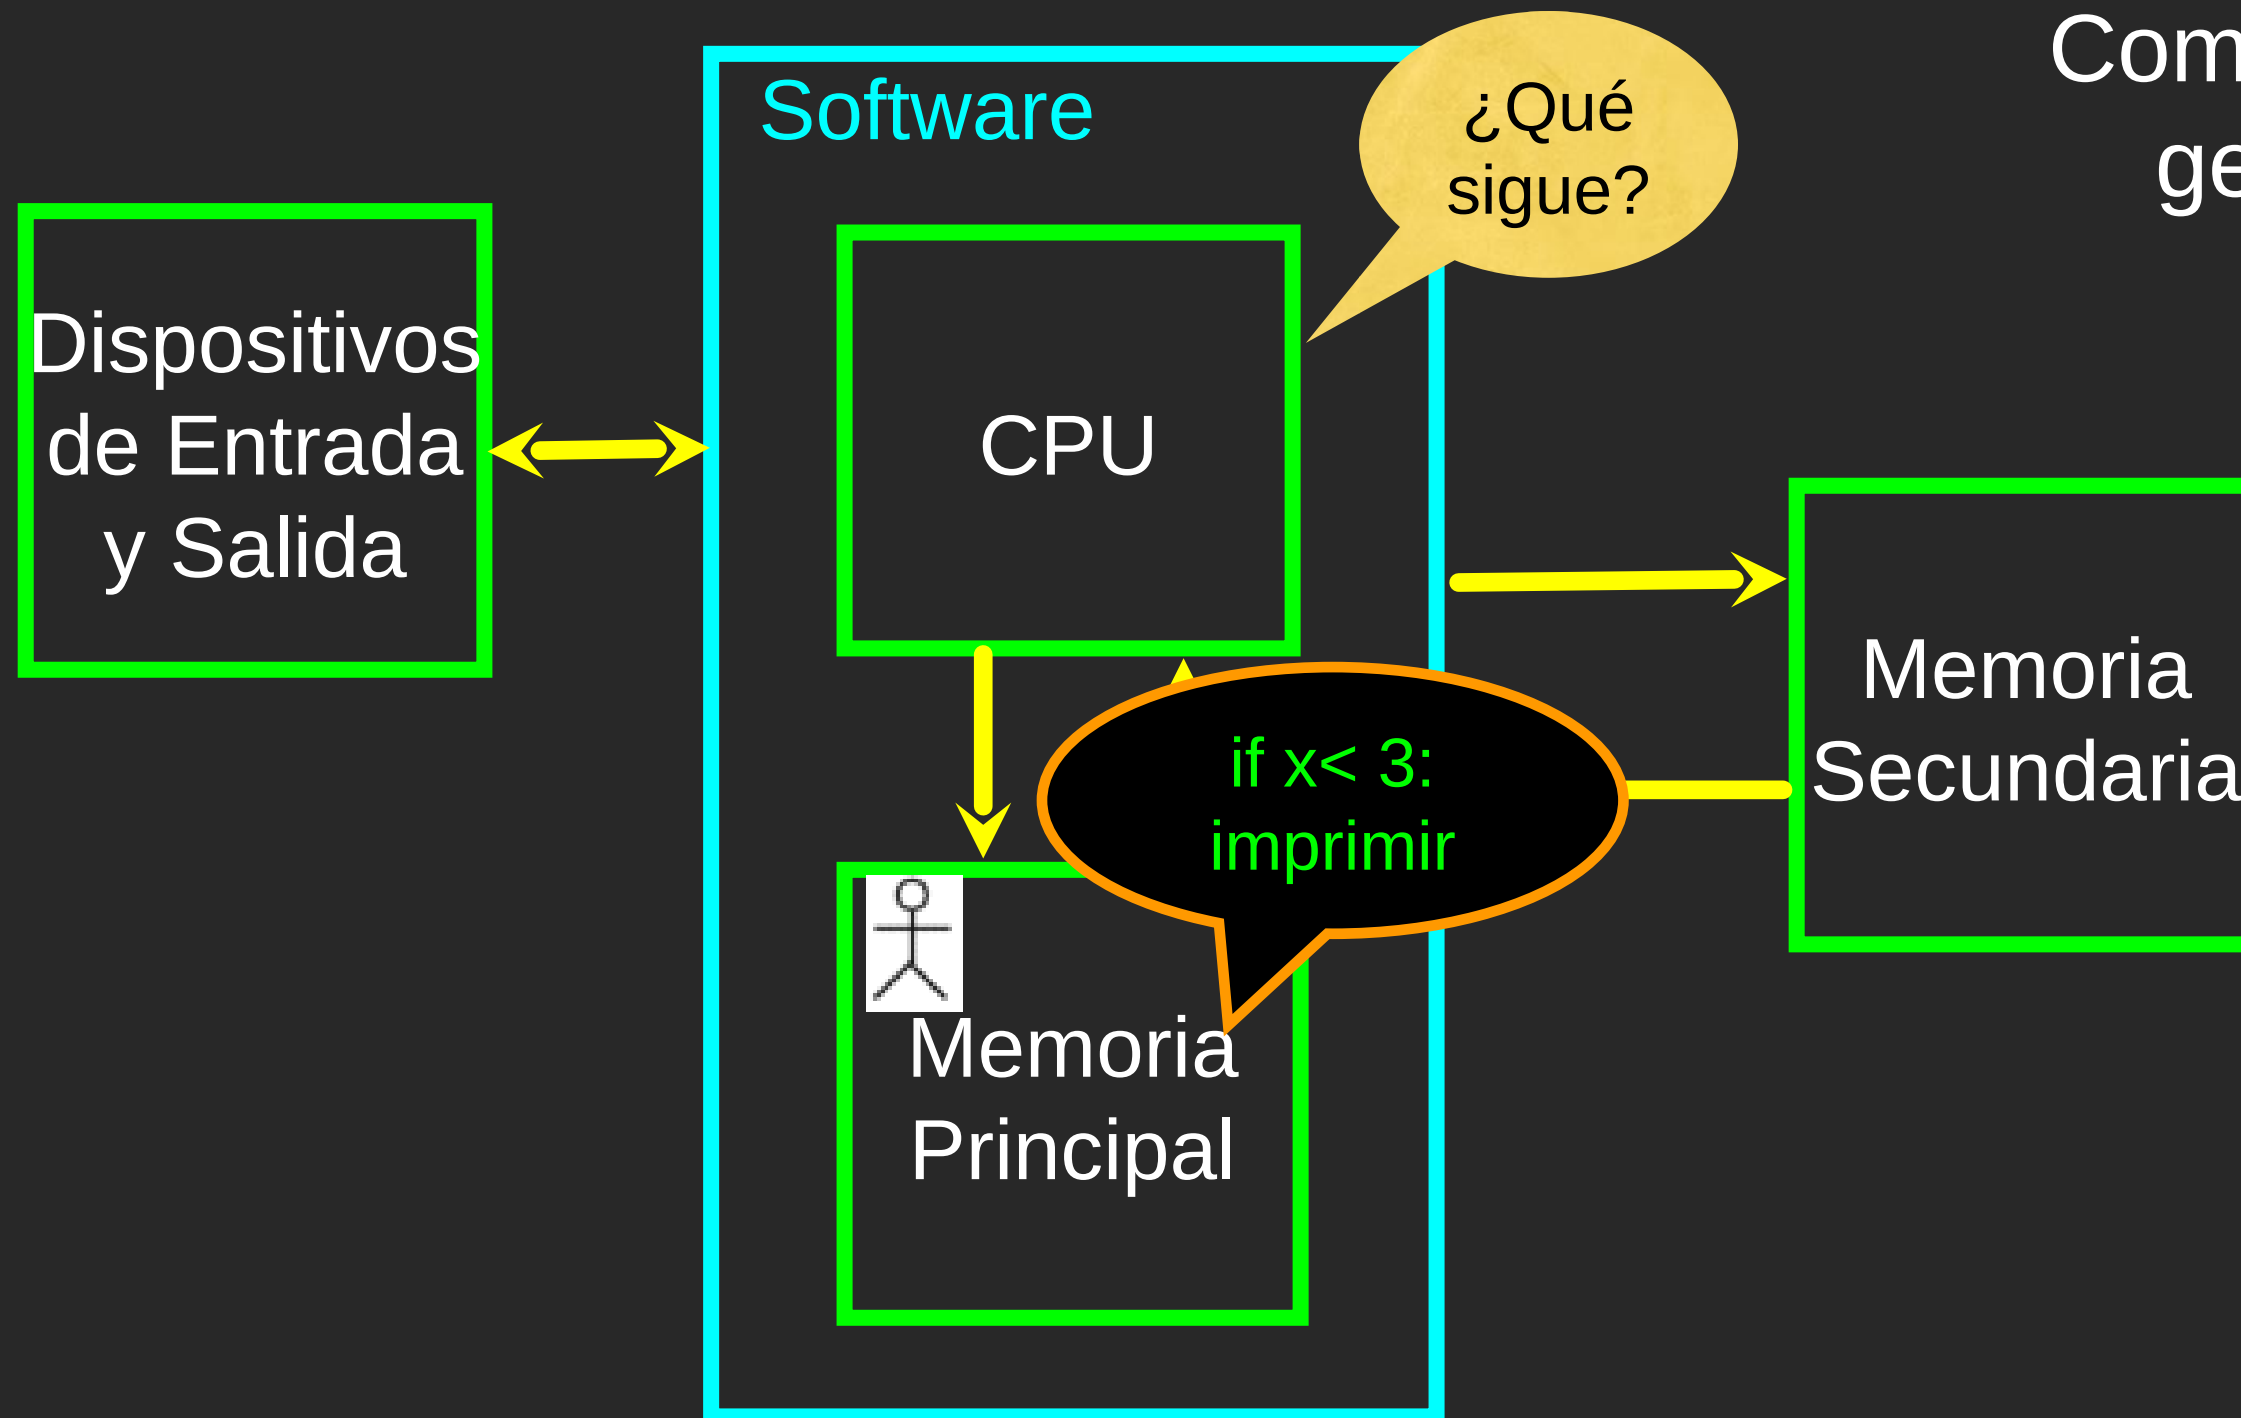 Software
¿Qué
sigue?
Com
ge
Dispositivos
de Entrada
y Salida
CPU
Memoria
Secundaria
if x< 3:
imprimir
Memoria
Principal